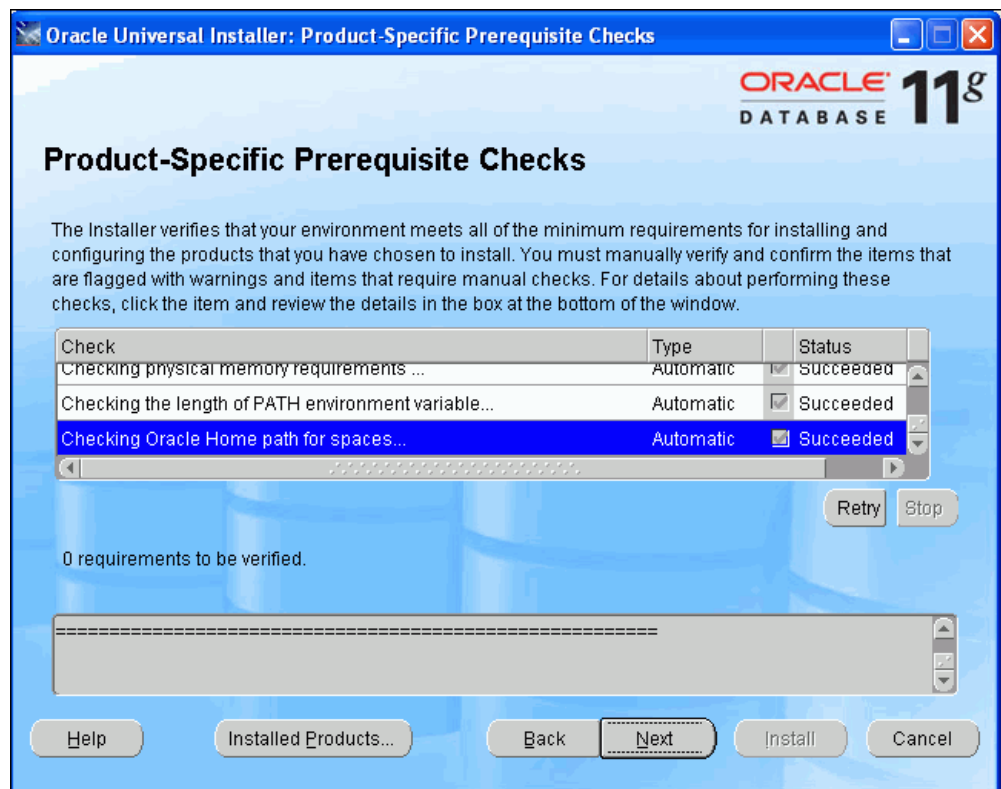 Oracle Universal Installer: Product-Specific Prerequisite Checks
ORACLE 11g
DATABASE
Product-Specific Prerequisite Checks
The Installer verifies that your environment meets all of the minimum requirements for installing and
configuring the products that you have chosen to install. You must manually verify and confirm the items that
are flagged with warnings and items that require manual checks. For details about performing these
checks, click the item and review the details in the box at the bottom of the window.
Check Type Status
Checking physical memory requirements ... Automatic Succeeded
Checking the length of PATH environment variable... Automatic Succeeded
Checking Oracle Home path for spaces... Automatic Succeeded
Retry Stop
0 requirements to be verified.
========================================================
Help Installed Products... Back Next Install Cancel